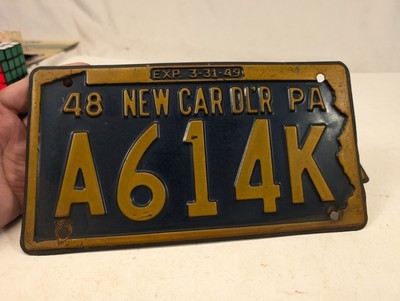 EXP 3-31-49
48 NEW CAR DLR PA
A614K